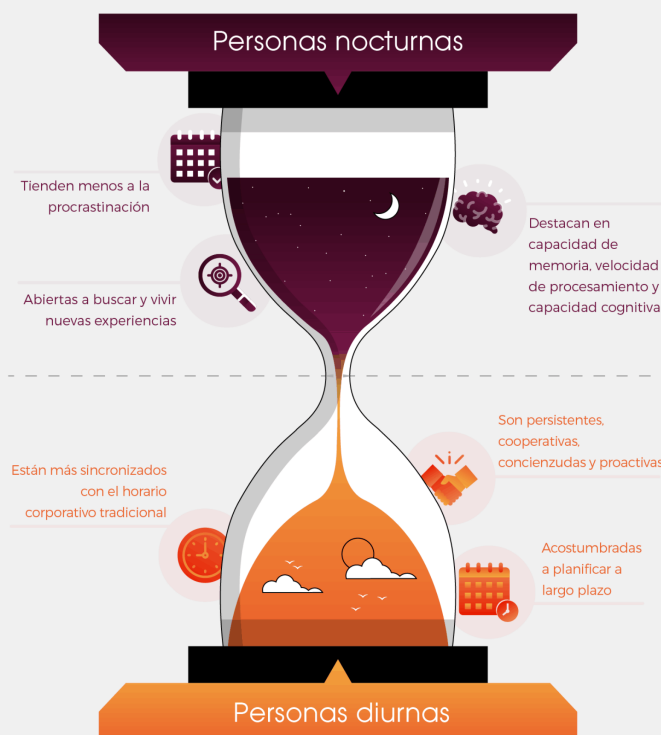 Personas nocturnas
Tienden menos a la
procrastinación
Destacan en
capacidad de
memoria, velocidad
de procesamiento y
capacidad cognitiva
Abiertas a buscar y vivir
nuevas experiencias
Son persistentes,
cooperativas,
concienzudas y proactivas
Están más sincronizados
con el horario
corporativo tradicional
Acostumbradas
a planificar a
largo plazo
Personas diurnas